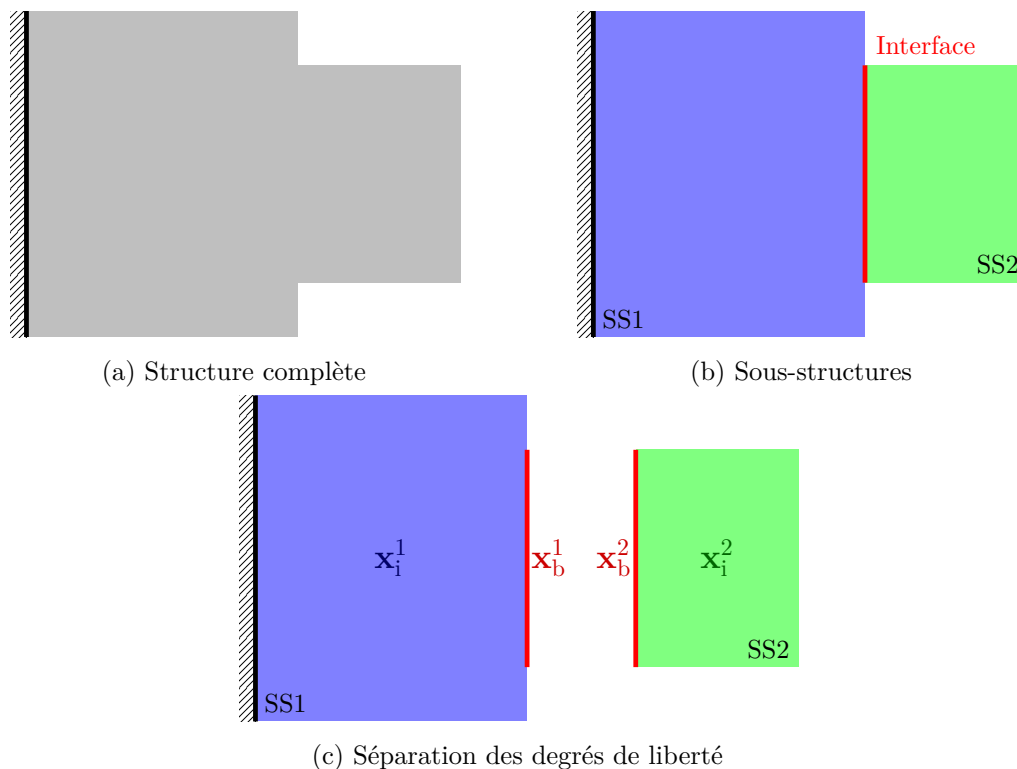 Interface
SS2
SS1
(a) Structure complète
(b) Sous-structures
x_i^1
x_b^1
x_b^2
x_i^2
SS2
SS1
(c) Séparation des degrés de liberté